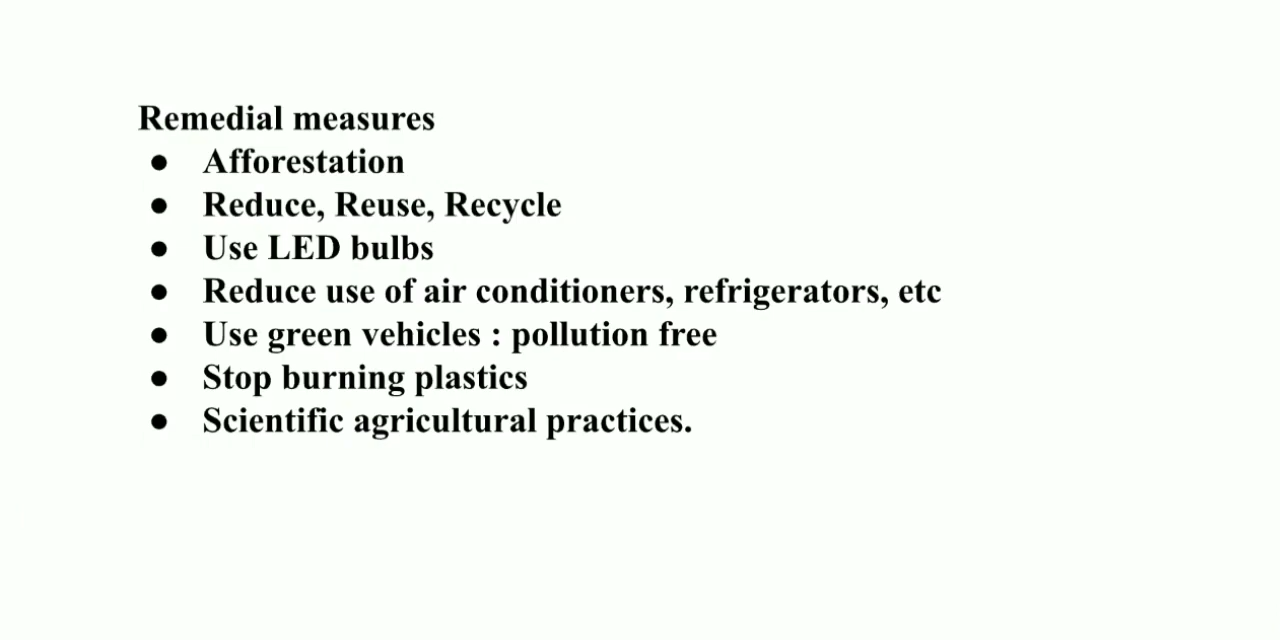 Remedial measures
● Afforestation
● Reduce, Reuse, Recycle
● Use LED bulbs
● Reduce use of air conditioners, refrigerators, etc
● Use green vehicles : pollution free
● Stop burning plastics
● Scientific agricultural practices.